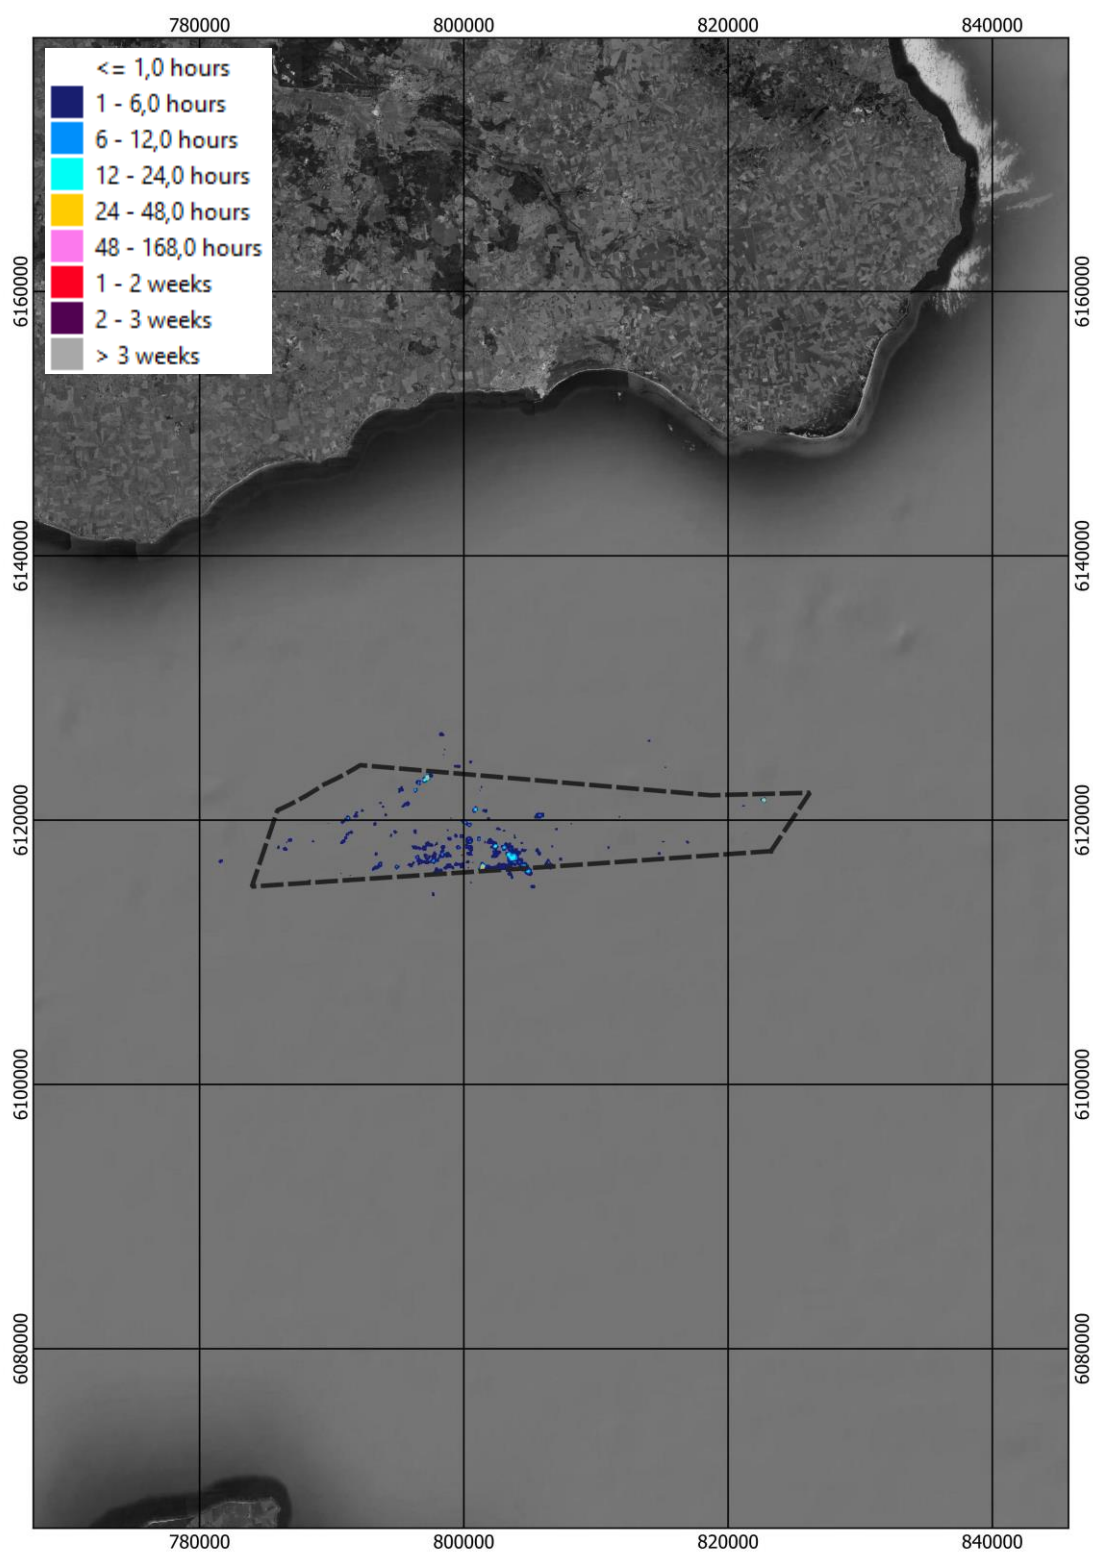 780000 800000 820000 840000
<= 1,0 hours
1 - 6,0 hours
6 - 12,0 hours
12 - 24,0 hours
24 - 48,0 hours
48 - 168,0 hours
1 - 2 weeks
2 - 3 weeks
> 3 weeks
6160000 6160000
6140000 6140000
6120000 6120000
6100000 6100000
6080000 6080000
780000 800000 820000 840000